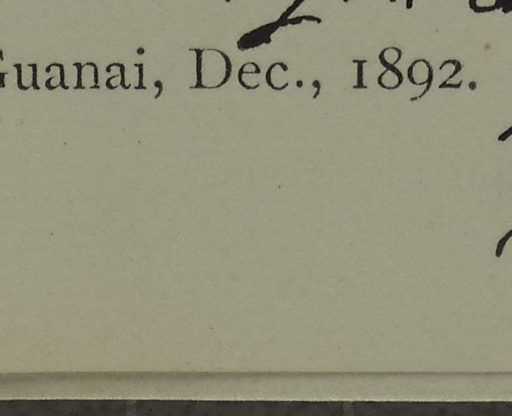 Guanai, Dec., 1892.